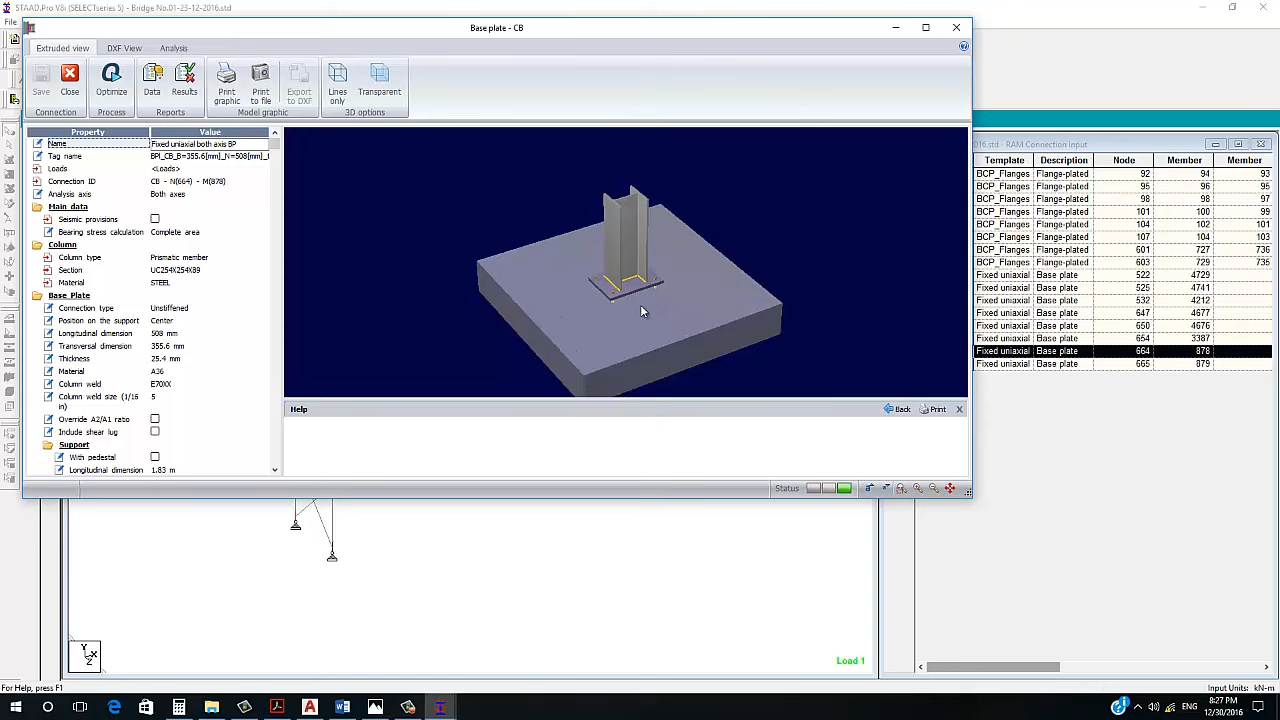 STAAD.Pro V8i (SELECTseries 5) - Bridge No.01-23-12-2016.std
File
Base plate - CB
Extruded view DXF View Analysis
Save Close Optimize Data Results Print graphic Print to file Export to DXF Lines only Transparent
Connection Process Reports Model graphic 3D options
Property Value
Name Fixed uniaxial both axis BP
Tag name BPl_CB_B=355.6[mm]_N=508[mm]_
Loads <Loads>
Connection ID CB - N(664) - M(878)
Analysis axis Both axes
Main data
Seismic provisions
Bearing stress calculation Complete area
Column
Column type Prismatic member
Section UC254X254X89
Material STEEL
Base Plate
Connection type Unstiffened
Position on the support Center
Longitudinal dimension 508 mm
Transversal dimension 355.6 mm
Thickness 25.4 mm
Material A36
Column weld E70XX
Column weld size (1/16 in) 5
Override A2/A1 ratio
Include shear lug
Support
With pedestal
Longitudinal dimension 1.83 m
Help Back Print X
Status
016.std - RAM Connection input
Template Description Node Member Member
BCP_Flanges Flange-plated 92 94 93
BCP_Flanges Flange-plated 95 96 95
BCP_Flanges Flange-plated 98 98 97
BCP_Flanges Flange-plated 101 100 99
BCP_Flanges Flange-plated 104 102 101
BCP_Flanges Flange-plated 107 104 103
BCP_Flanges Flange-plated 601 727 736
BCP_Flanges Flange-plated 603 729 735
Fixed uniaxial Base plate 522 4729
Fixed uniaxial Base plate 525 4741
Fixed uniaxial Base plate 532 4212
Fixed uniaxial Base plate 647 4677
Fixed uniaxial Base plate 650 4676
Fixed uniaxial Base plate 654 3387
Fixed uniaxial Base plate 664 878
Fixed uniaxial Base plate 665 879
Y
X
Z
Load 1
For Help, press F1
Input Units: kN-m
ENG
8:27 PM
12/30/2016